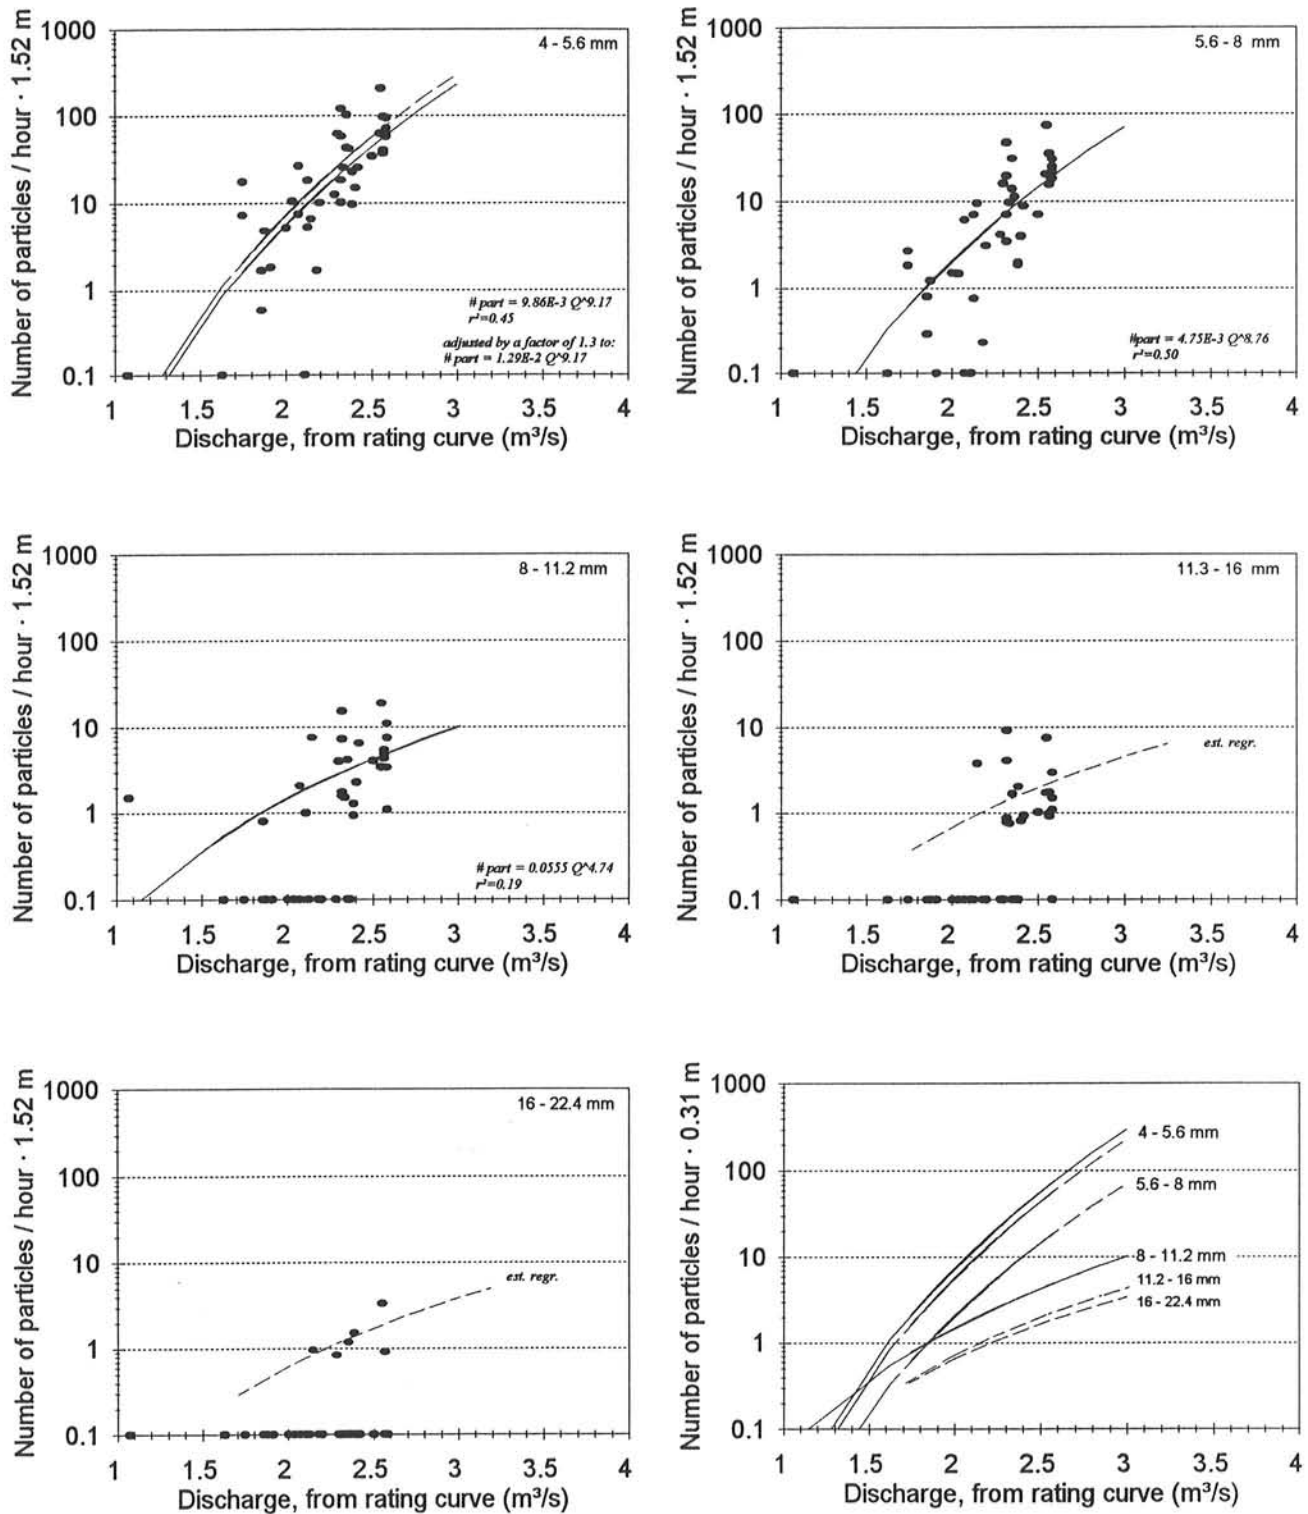 Number of particles / hour · 1.52 m
1000
100
10
1
0.1
4 - 5.6 mm
# part = 9.86E-3 Q^9.17
r²=0.45
adjusted by a factor of 1.3 to:
# part = 1.29E-2 Q^9.17
1 1.5 2 2.5 3 3.5 4
Discharge, from rating curve (m³/s)
Number of particles / hour · 1.52 m
1000
100
10
1
0.1
5.6 - 8 mm
#part = 4.75E-3 Q^8.76
r²=0.50
1 1.5 2 2.5 3 3.5 4
Discharge, from rating curve (m³/s)
Number of particles / hour · 1.52 m
1000
100
10
1
0.1
8 - 11.2 mm
# part = 0.0555 Q^4.74
r²=0.19
1 1.5 2 2.5 3 3.5 4
Discharge, from rating curve (m³/s)
Number of particles / hour · 1.52 m
1000
100
10
1
0.1
11.3 - 16 mm
est. regr.
1 1.5 2 2.5 3 3.5 4
Discharge, from rating curve (m³/s)
Number of particles / hour · 1.52 m
1000
100
10
1
0.1
16 - 22.4 mm
est. regr.
1 1.5 2 2.5 3 3.5 4
Discharge, from rating curve (m³/s)
Number of particles / hour · 0.31 m
1000
100
10
1
0.1
4 - 5.6 mm
5.6 - 8 mm
8 - 11.2 mm
11.2 - 16 mm
16 - 22.4 mm
1 1.5 2 2.5 3 3.5 4
Discharge, from rating curve (m³/s)